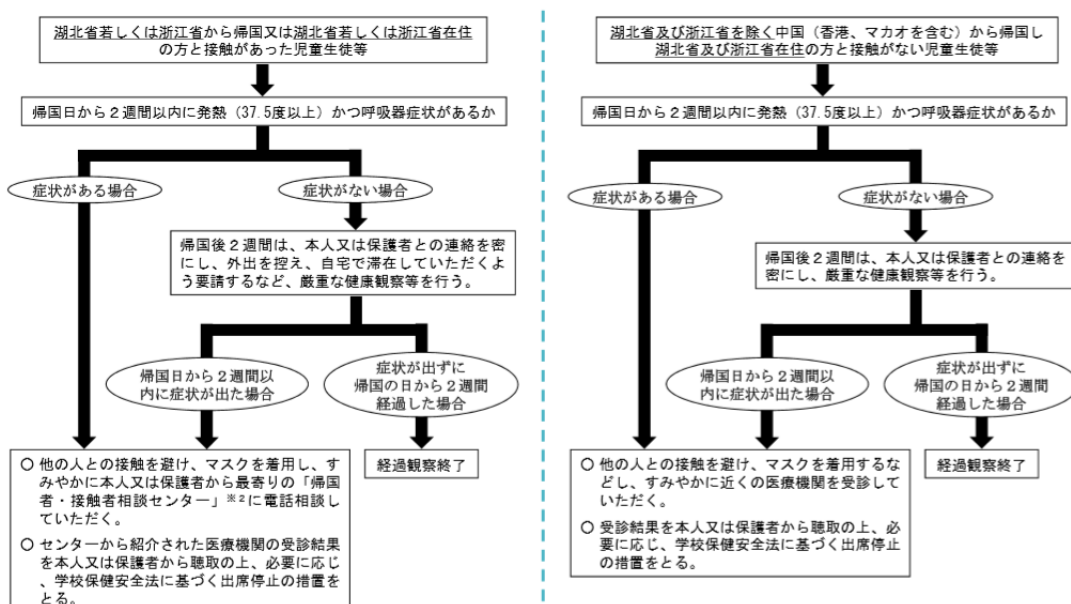 湖北省若しくは浙江省から帰国又は湖北省若しくは浙江省在住
の方と接触があった児童生徒等
帰国日から２週間以内に発熱（37.5度以上）かつ呼吸器症状があるか
症状がある場合
症状がない場合
帰国後２週間は、本人又は保護者との連絡を密
にし、外出を控え、自宅で滞在していただくよ
う要請するなど、厳重な健康観察等を行う。
帰国日から２週間以
内に症状が出た場合
症状が出ずに
帰国の日から２週間
経過した場合
○ 他の人との接触を避け、マスクを着用し、す
みやかに本人又は保護者から最寄りの「帰国
者・接触者相談センター」※２に電話相談
していただく。
○ センターから紹介された医療機関の受診結果
を本人又は保護者から聴取の上、必要に応じ
、学校保健安全法に基づく出席停止の措置を
とる。
経過観察終了
湖北省及び浙江省を除く中国（香港、マカオを含む）から帰国し
湖北省及び浙江省在住の方と接触がない児童生徒等
帰国日から２週間以内に発熱（37.5度以上）かつ呼吸器症状があるか
症状がある場合
症状がない場合
帰国後２週間は、本人又は保護者との連絡を
密にし、厳重な健康観察等を行う。
帰国日から２週間以
内に症状が出た場合
症状が出ずに
帰国の日から２週間
経過した場合
○ 他の人との接触を避け、マスクを着用するな
どし、すみやかに近くの医療機関を受診して
いただく。
○ 受診結果を本人又は保護者から聴取の上、必
要に応じ、学校保健安全法に基づく出席停止
の措置をとる。
経過観察終了